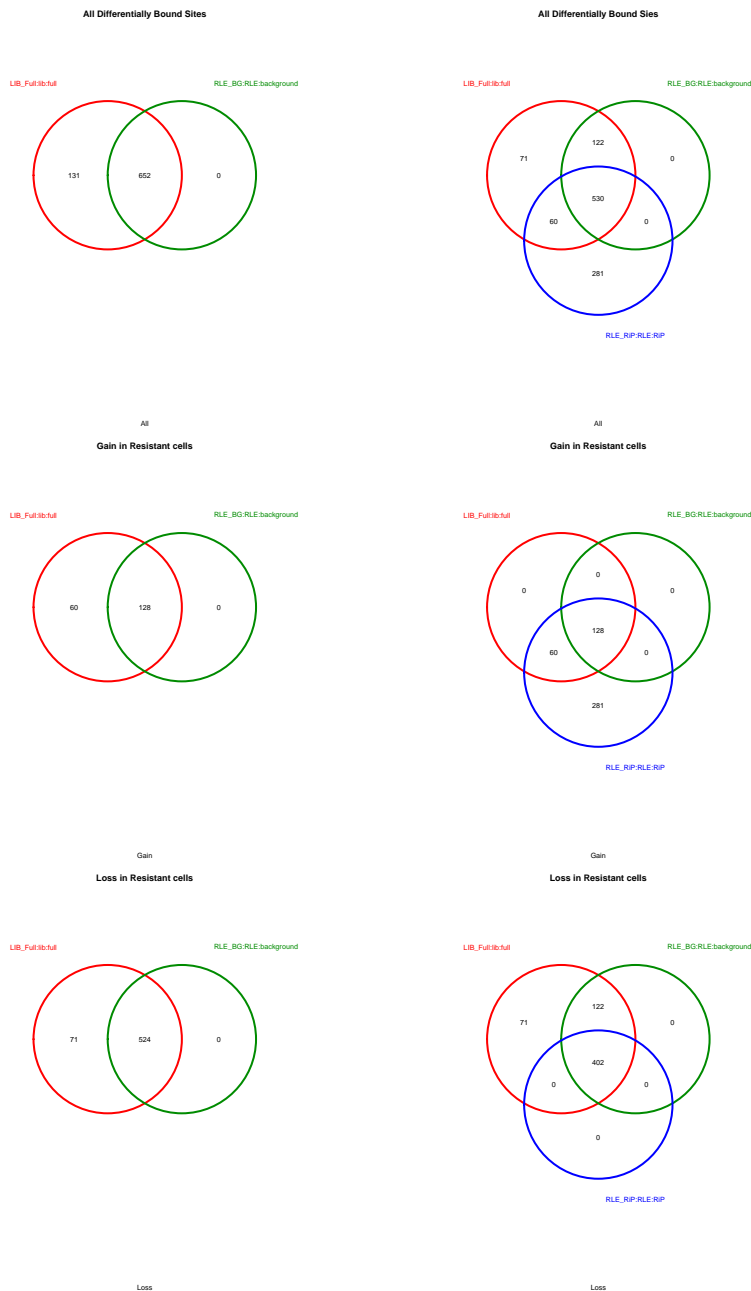 All Differentially Bound Sites
LIB_Full:lib:full
RLE_BG:RLE:background
131
652
0
All
All Differentially Bound Sies
LIB_Full:lib:full
RLE_BG:RLE:background
122
71
0
530
60
0
281
RLE_RiP:RLE:RiP
All
Gain in Resistant cells
LIB_Full:lib:full
RLE_BG:RLE:background
60
128
0
Gain
Gain in Resistant cells
LIB_Full:lib:full
RLE_BG:RLE:background
0
0
0
128
60
0
281
RLE_RiP:RLE:RiP
Gain
Loss in Resistant cells
LIB_Full:lib:full
RLE_BG:RLE:background
71
524
0
Loss
Loss in Resistant cells
LIB_Full:lib:full
RLE_BG:RLE:background
122
71
0
402
0
0
0
RLE_RiP:RLE:RiP
Loss